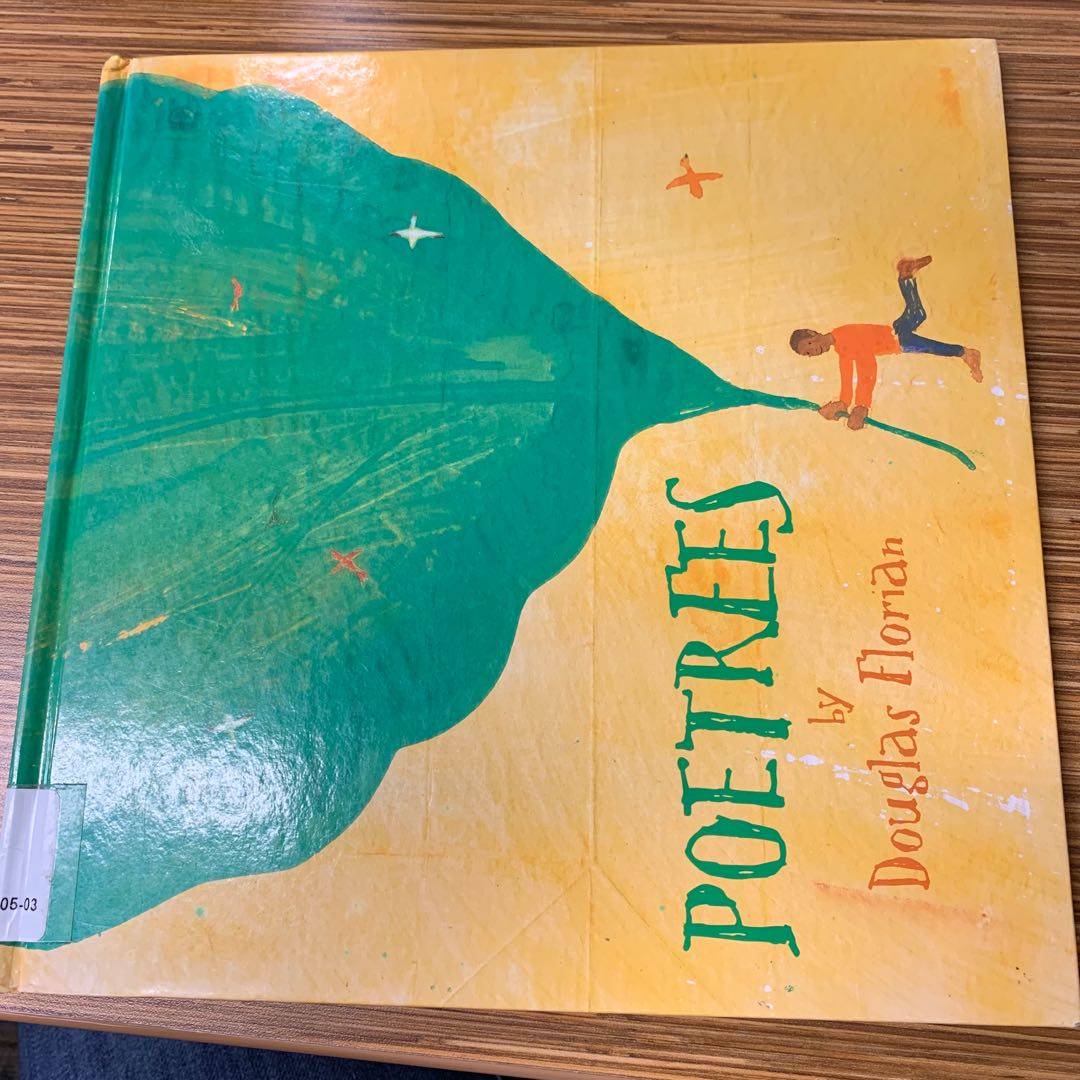 POETREES
by
Douglas Florian
05-03